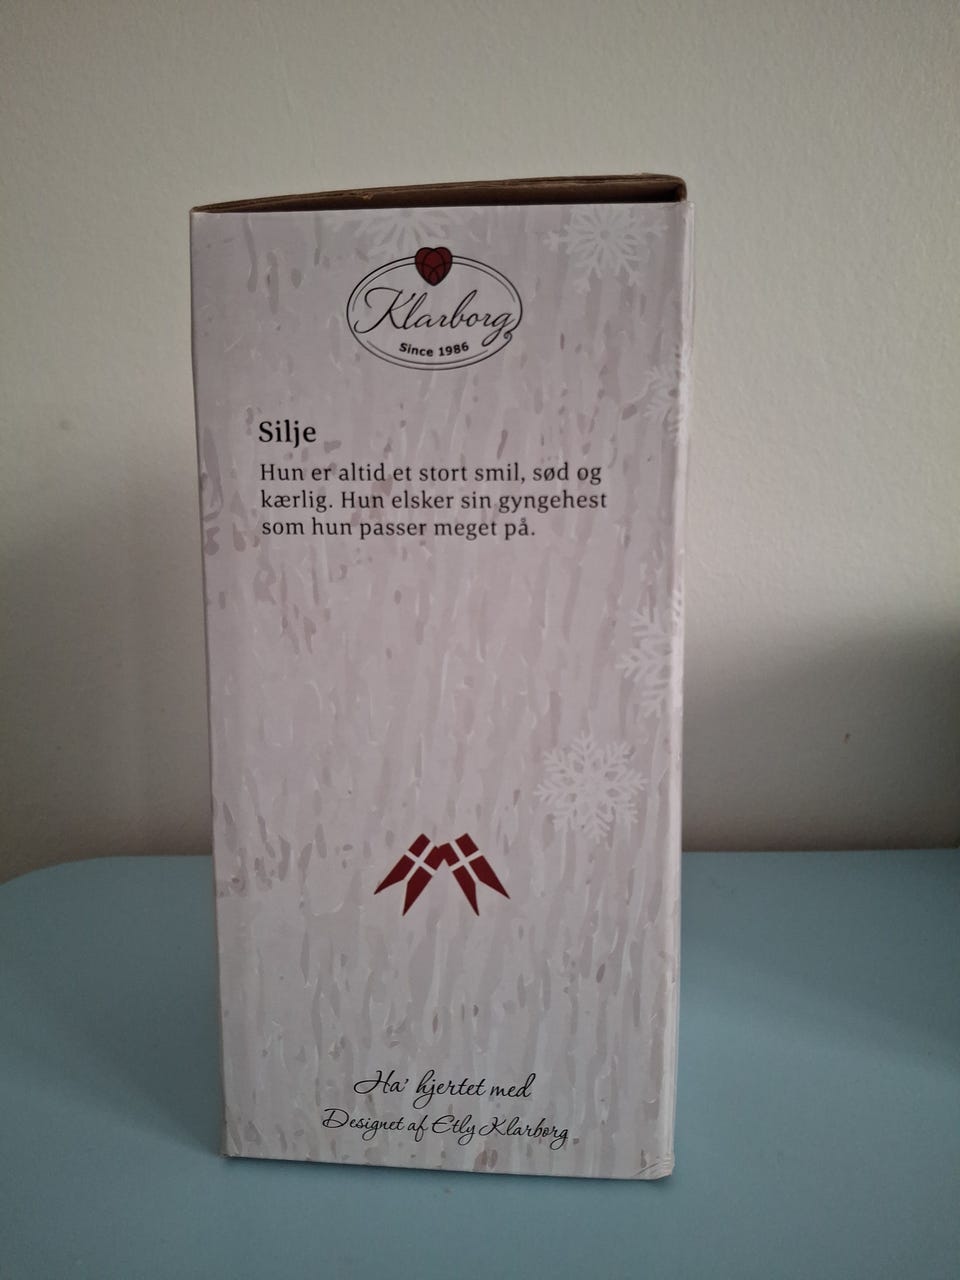 Klarborg
Since 1986
Silje
Hun er altid et stort smil, sød og
kærlig. Hun elsker sin gyngehest
som hun passer meget på.
Ha' hjertet med
Designet af Etly Klarborg